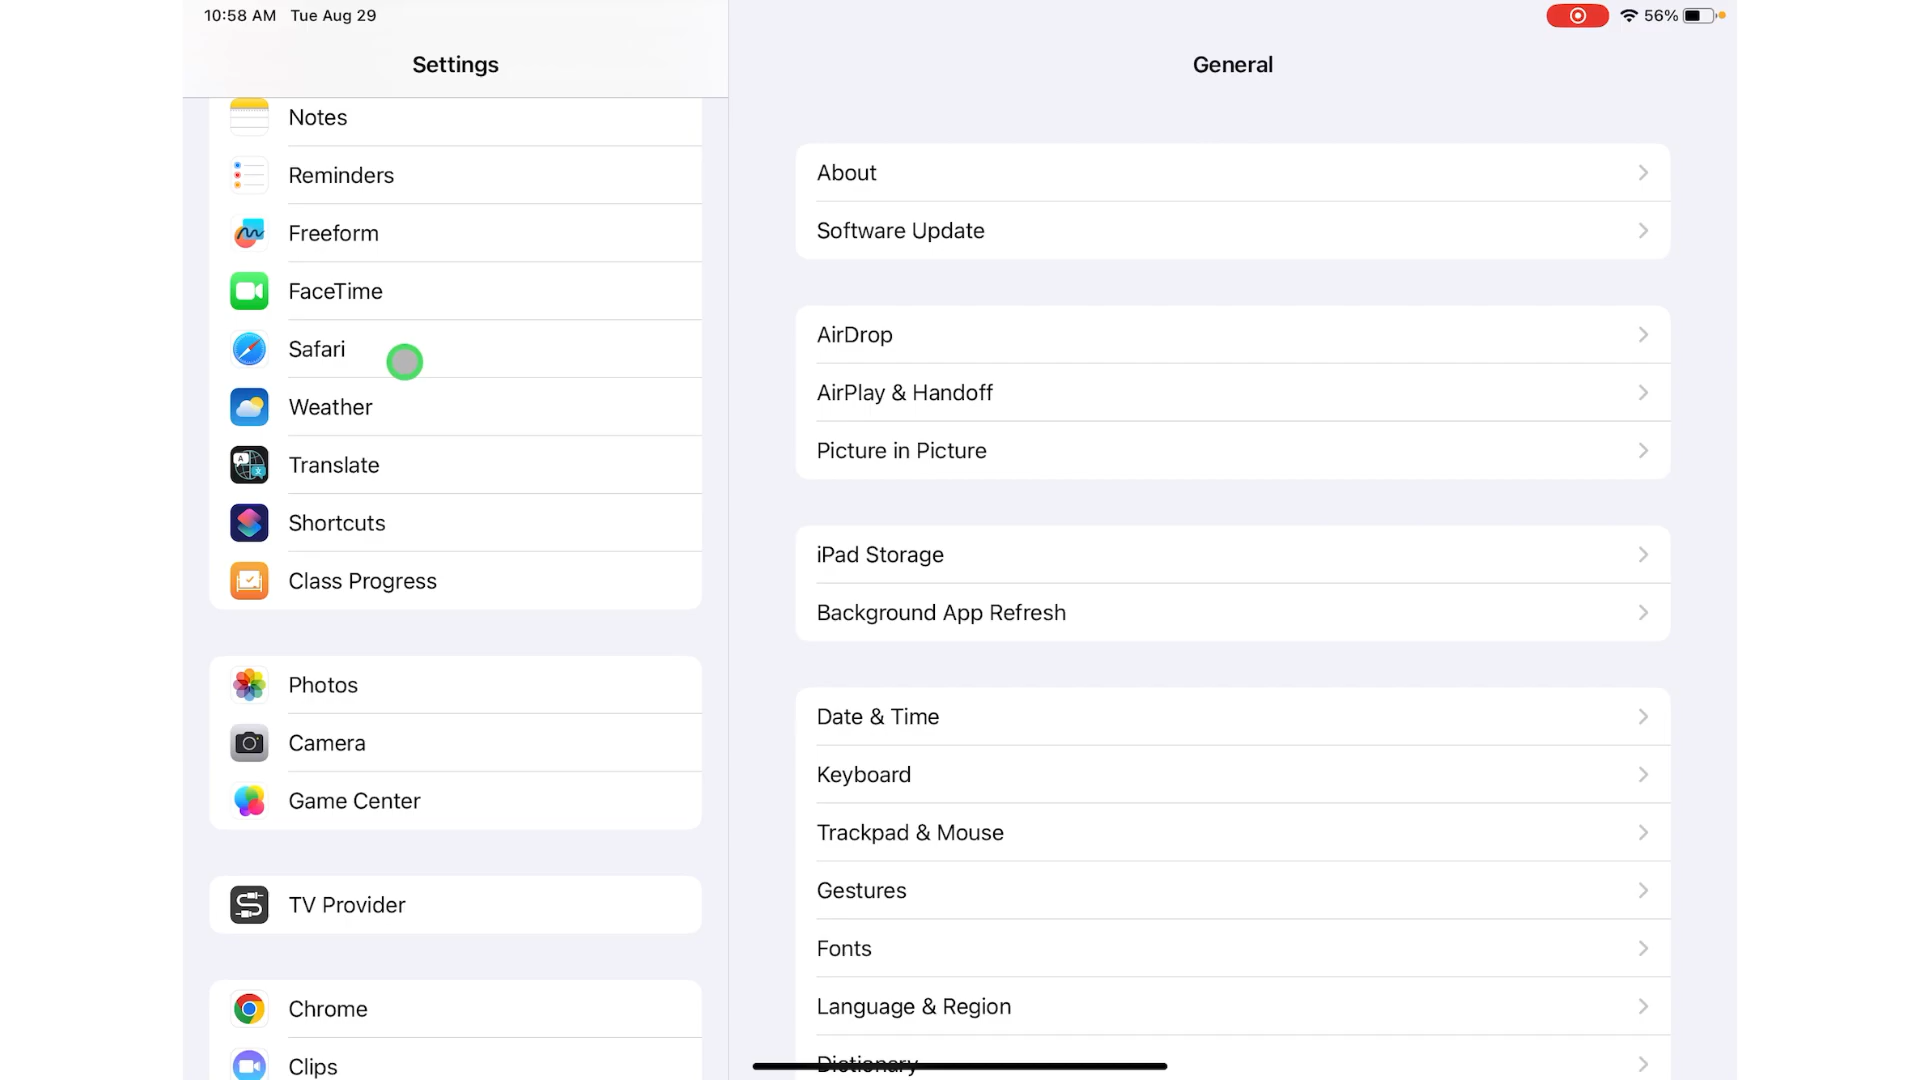 10:58 AM Tue Aug 29
56%
Settings
Notes
Reminders
Freeform
FaceTime
Safari
Weather
Translate
Shortcuts
Class Progress
Photos
Camera
Game Center
TV Provider
Chrome
Clips
General
About
Software Update
AirDrop
AirPlay & Handoff
Picture in Picture
iPad Storage
Background App Refresh
Date & Time
Keyboard
Trackpad & Mouse
Gestures
Fonts
Language & Region
Dictionary